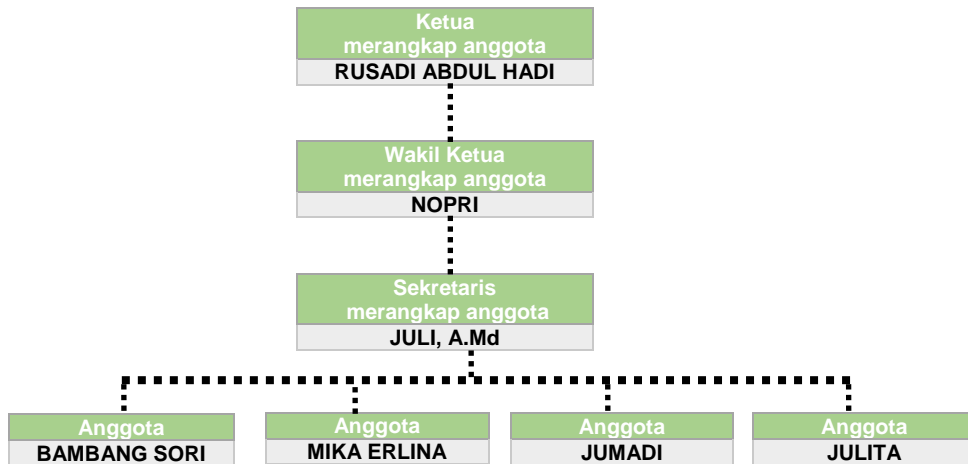 Ketua
merangkap anggota
RUSADI ABDUL HADI
Wakil Ketua
merangkap anggota
NOPRI
Sekretaris
merangkap anggota
JULI, A.Md
Anggota
BAMBANG SORI
Anggota
MIKA ERLINA
Anggota
JUMADI
Anggota
JULITA